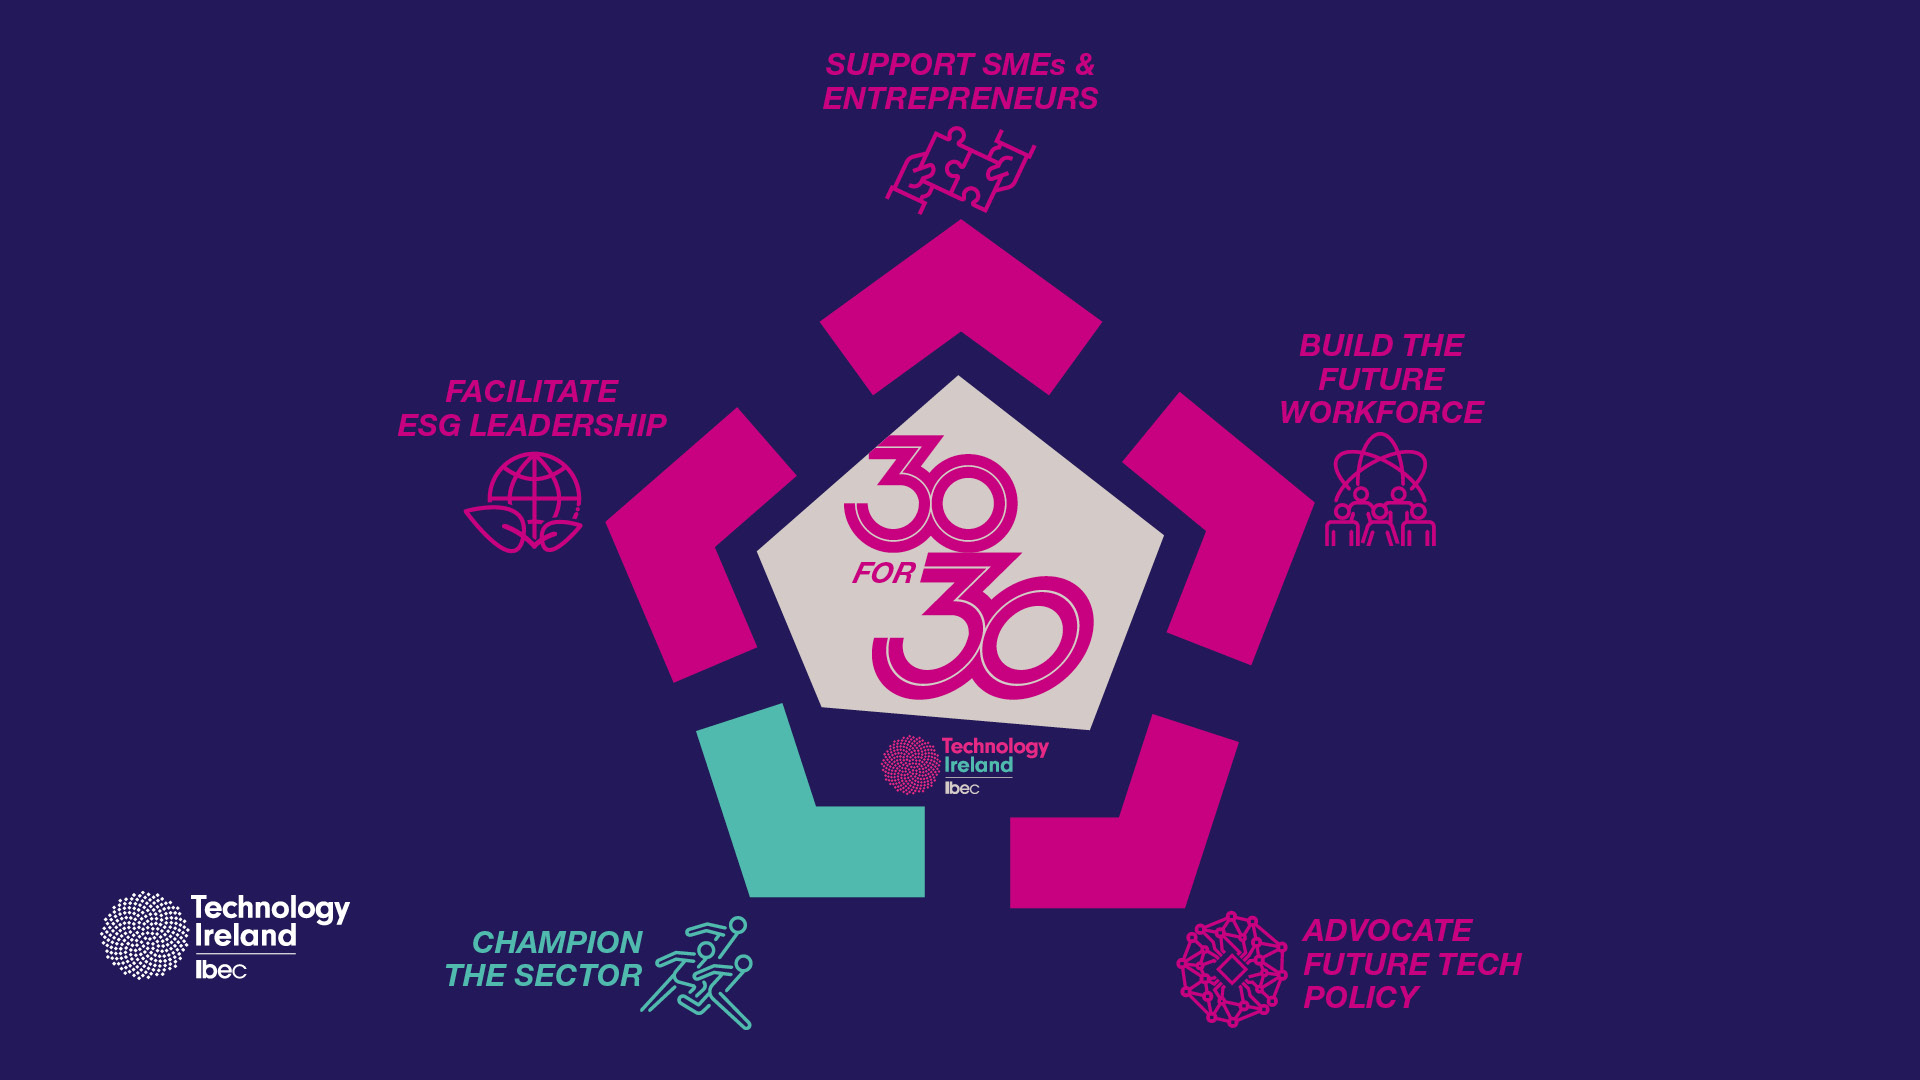 SUPPORT SMEs &
ENTREPRENEURS
BUILD THE
FUTURE
WORKFORCE
FACILITATE
ESG LEADERSHIP
30
FOR 30
Technology
Ireland
Ibec
Technology
Ireland
Ibec
CHAMPION
THE SECTOR
ADVOCATE
FUTURE TECH
POLICY